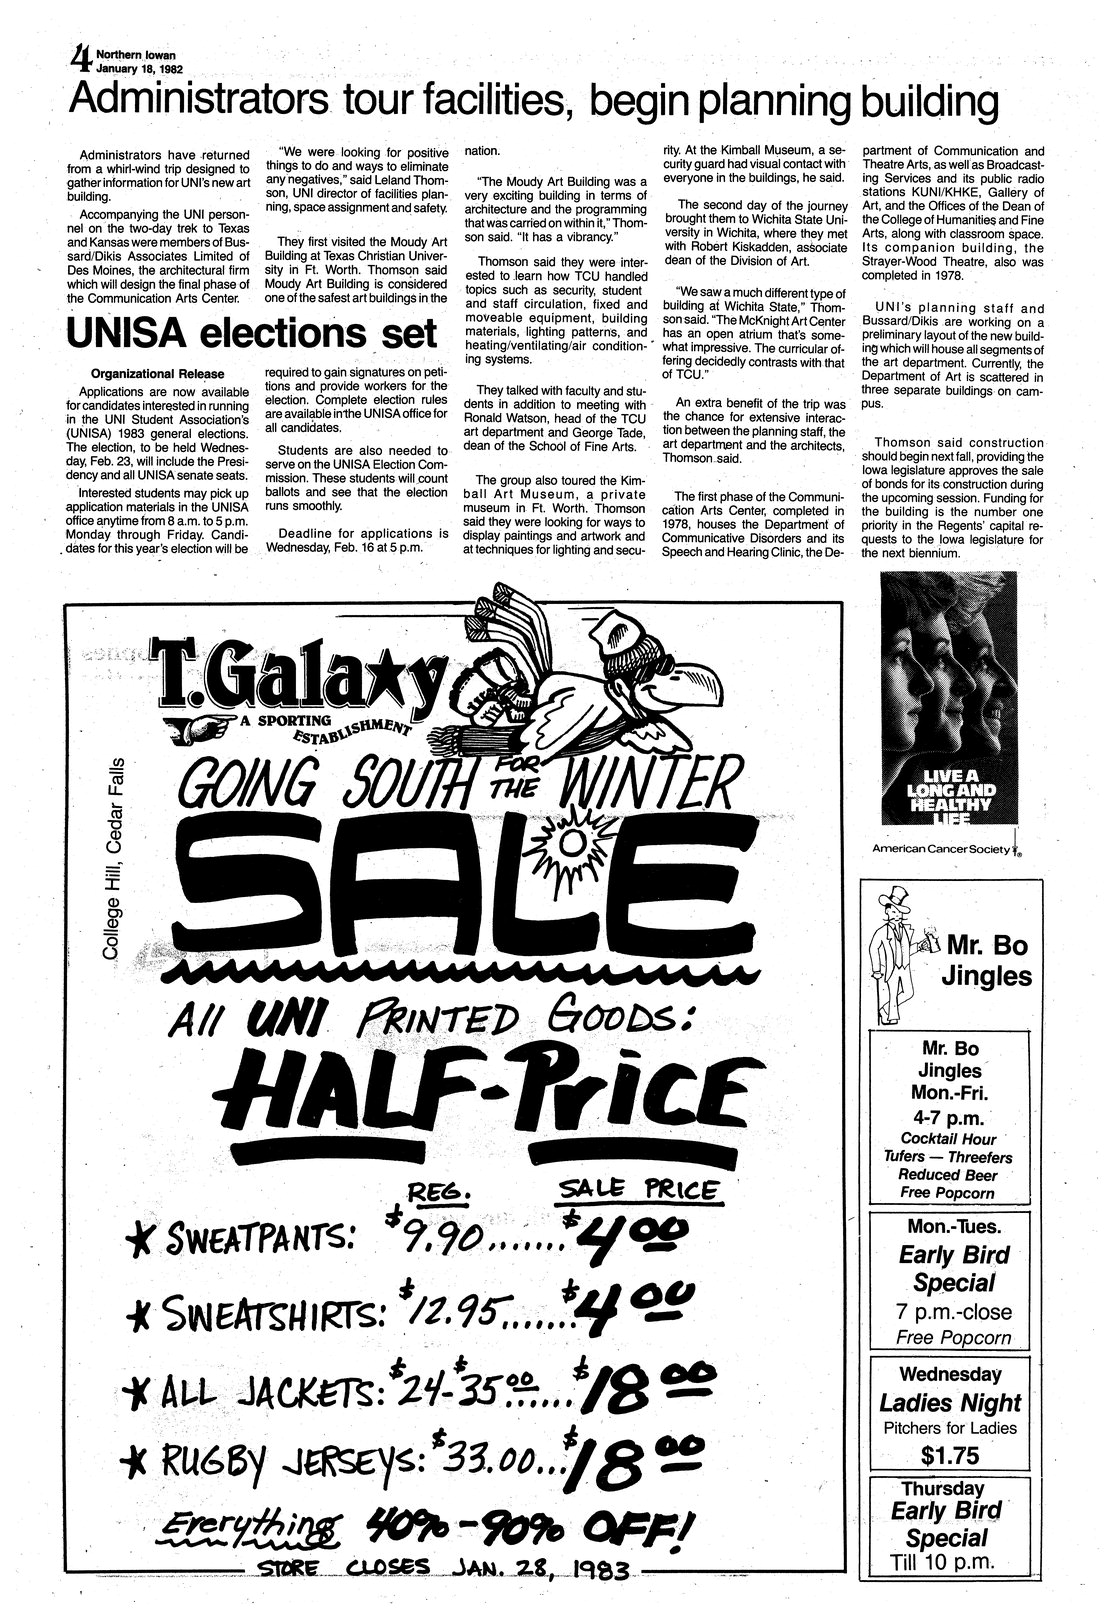 4 Northern Iowan
January 18, 1982
Administrators tour facilities, begin planning building
Administrators have returned
from a whirl-wind trip designed to
gather information for UNI's new art
building.
Accompanying the UNI person-
nel on the two-day trek to Texas
and Kansas were members of Bus-
sard/Dikis Associates Limited of
Des Moines, the architectural firm
which will design the final phase of
the Communication Arts Center.
"We were looking for positive
things to do and ways to eliminate
any negatives," said Leland Thom-
son, UNI director of facilities plan-
ning, space assignment and safety.
They first visited the Moudy Art
Building at Texas Christian Univer-
sity in Ft. Worth. Thomson said
Moudy Art Building is considered
one of the safest art buildings in the
nation.
"The Moudy Art Building was a
very exciting building in terms of
architecture and the programming
that was carried on within it," Thom-
son said. "It has a vibrancy."
Thomson said they were inter-
ested to learn how TCU handled
topics such as security, student
and staff circulation, fixed and
moveable equipment, building
materials, lighting patterns, and
heating/ventilating/air condition-
ing systems.
They talked with faculty and stu-
dents in addition to meeting with
Ronald Watson, head of the TCU
art department and George Tade,
dean of the School of Fine Arts.
The group also toured the Kim-
ball Art Museum, a private
museum in Ft. Worth. Thomson
said they were looking for ways to
display paintings and artwork and
at techniques for lighting and secu-
rity. At the Kimball Museum, a se-
curity guard had visual contact with
everyone in the buildings, he said.
The second day of the journey
brought them to Wichita State Uni-
versity in Wichita, where they met
with Robert Kiskadden, associate
dean of the Division of Art.
"We saw a much different type of
building at Wichita State," Thom-
son said. "The McKnight Art Center
has an open atrium that's some-
what impressive. The curricular of-
fering decidedly contrasts with that
of TCU."
An extra benefit of the trip was
the chance for extensive interac-
tion between the planning staff, the
art department and the architects,
Thomson said.
The first phase of the Communi-
cation Arts Center, completed in
1978, houses the Department of
Communicative Disorders and its
Speech and Hearing Clinic, the De-
partment of Communication and
Theatre Arts, as well as Broadcast-
ing Services and its public radio
stations KUNI/KHKE, Gallery of
Art, and the Offices of the Dean of
the College of Humanities and Fine
Arts, along with classroom space.
Its companion building, the
Strayer-Wood Theatre, also was
completed in 1978.
UNI's planning staff and
Bussard/Dikis are working on a
preliminary layout of the new build-
ing which will house all segments of
the art department. Currently, the
Department of Art is scattered in
three separate buildings on cam-
pus.
Thomson said construction
should begin next fall, providing the
Iowa legislature approves the sale
of bonds for its construction during
the upcoming session. Funding for
the building is the number one
priority in the Regents' capital re-
quests to the Iowa legislature for
the next biennium.
UNISA elections set
Organizational Release
Applications are now available
for candidates interested in running
in the UNI Student Association's
(UNISA) 1983 general elections.
The election, to be held Wednes-
day, Feb. 23, will include the Presi-
dency and all UNISA senate seats.
Interested students may pick up
application materials in the UNISA
office anytime from 8 a.m. to 5 p.m.
Monday through Friday. Candi-
dates for this year's election will be
required to gain signatures on peti-
tions and provide workers for the
election. Complete election rules
are available in the UNISA office for
all candidates.
Students are also needed to
serve on the UNISA Election Com-
mission. These students will count
ballots and see that the election
runs smoothly.
Deadline for applications is
Wednesday, Feb. 16 at 5 p.m.
T.Gala★y
A SPORTING
ESTABLISHMENT
College Hill, Cedar Falls
GOING SOUTH FOR THE WINTER
SALE
All UNI PRINTED GOODS:
HALF-PRICE
REG. SALE PRICE
★ SWEATPANTS: $9.90.......$4.00
★ SWEATSHIRTS: $12.95.......$4.00
★ ALL JACKETS: $24-$35.00......$18.00
★ RUGBY JERSEYS: $33.00...$18.00
Everything 40%-90% OFF!
STORE CLOSES JAN. 28, 1983
LIVE A
LONG AND
HEALTHY
LIFE
American Cancer Society ®
Mr. Bo
Jingles
Mr. Bo
Jingles
Mon.-Fri.
4-7 p.m.
Cocktail Hour
Tufers — Threefers
Reduced Beer
Free Popcorn
Mon.-Tues.
Early Bird
Special
7 p.m.-close
Free Popcorn
Wednesday
Ladies Night
Pitchers for Ladies
$1.75
Thursday
Early Bird
Special
Till 10 p.m.